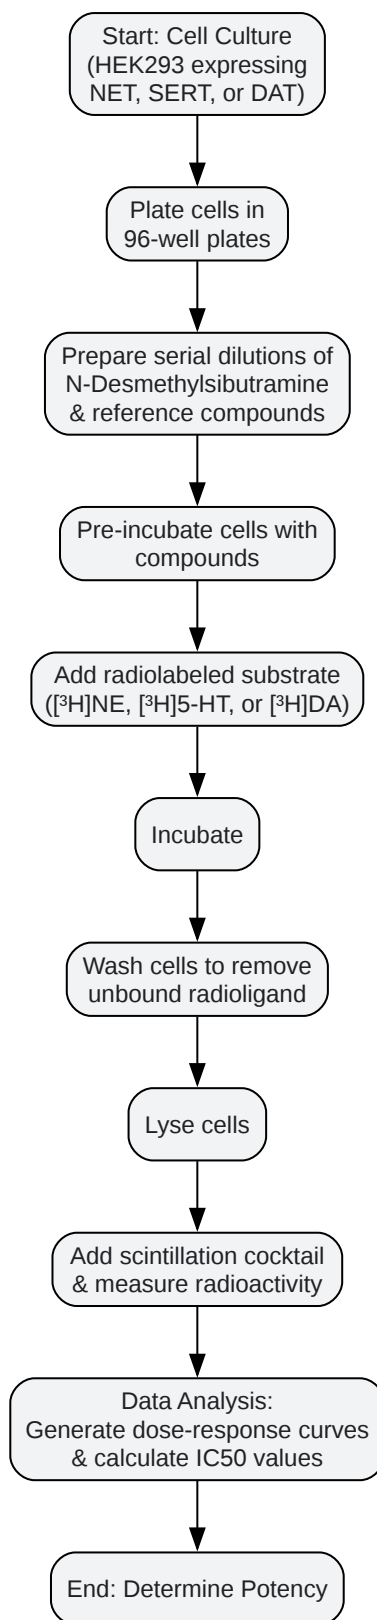 Start: Cell Culture
(HEK293 expressing
NET, SERT, or DAT)
Plate cells in
96-well plates
Prepare serial dilutions of
N-Desmethylsibutramine
& reference compounds
Pre-incubate cells with
compounds
Add radiolabeled substrate
([³H]NE, [³H]5-HT, or [³H]DA)
Incubate
Wash cells to remove
unbound radioligand
Lyse cells
Add scintillation cocktail
& measure radioactivity
Data Analysis:
Generate dose-response curves
& calculate IC50 values
End: Determine Potency